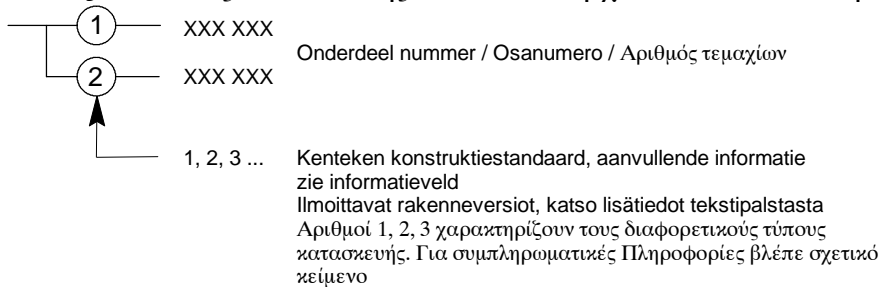 1 XXX XXX
Onderdeel nummer / Osanumero / Αριθμός τεμαχίων
2 XXX XXX
1, 2, 3 ... Kenteken konstruktiestandaard, aanvullende informatie
zie informatieveld
Ilmoittavat rakenneversiot, katso lisätiedot tekstipalstasta
Αριθμοί 1, 2, 3 χαρακτηρίζουν τους διαφορετικούς τύπους
κατασκευής. Για συμπληρωματικές Πληροφορίες βλέπε σχετικό
κείμενο